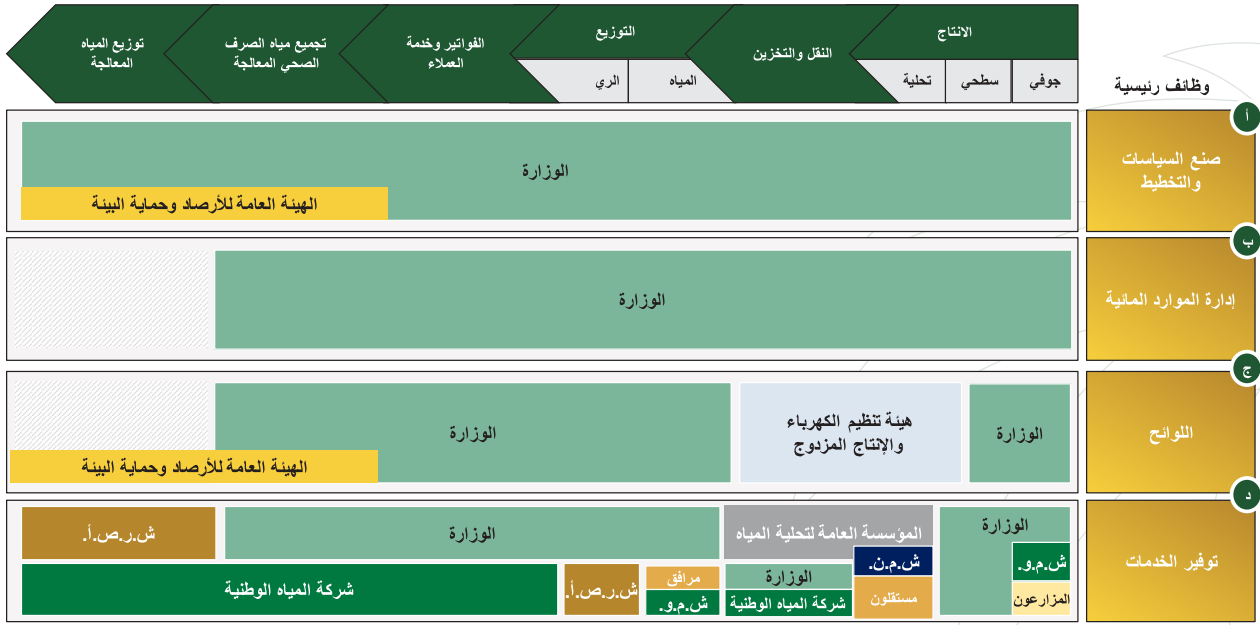 الانتاج
التوزيع
جوفي
سطحي
تحلية
النقل والتخزين
المياه
الري
الفواتير وخدمة
العملاء
تجميع مياه الصرف
الصحي المعالجة
توزيع المياه
المعالجة
وظائف رئيسية
أ
صنع السياسات
والتخطيط
الوزارة
الهيئة العامة للأرصاد وحماية البيئة
ب
إدارة الموارد المائية
الوزارة
ج
اللوائح
الوزارة
هيئة تنظيم الكهرباء
والإنتاج المزدوج
الوزارة
الهيئة العامة للأرصاد وحماية البيئة
د
توفير الخدمات
الوزارة
ش.م.و.
المزارعون
المؤسسة العامة لتحلية المياه
ش.م.ن.
مستقلون
الوزارة
شركة المياه الوطنية
الوزارة
مرافق
ش.م.و.
ش.ر.ص.أ.
شركة المياه الوطنية
ش.ر.ص.أ.